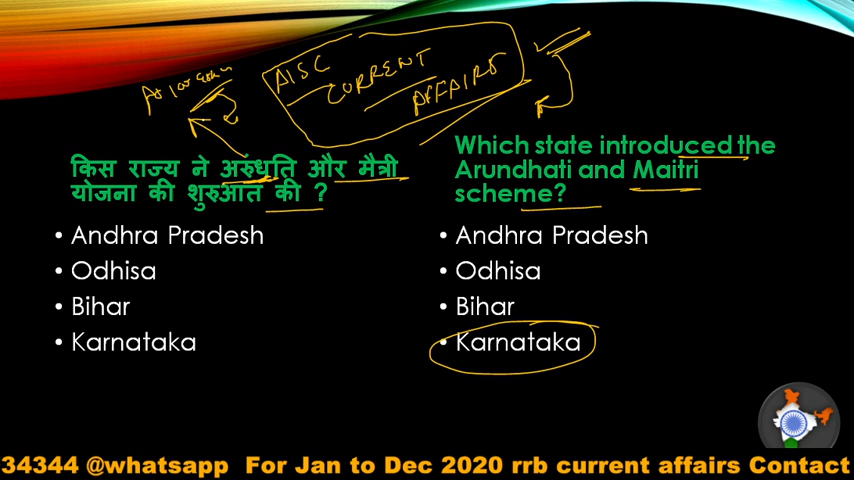 AISC
CURRENT
AFFAIRS
किस राज्य ने अरुंधति और मैत्री
योजना की शुरुआत की ?
• Andhra Pradesh
• Odhisa
• Bihar
• Karnataka
Which state introduced the
Arundhati and Maitri
scheme?
• Andhra Pradesh
• Odhisa
• Bihar
• Karnataka
34344 @whatsapp For Jan to Dec 2020 rrb current affairs Contact